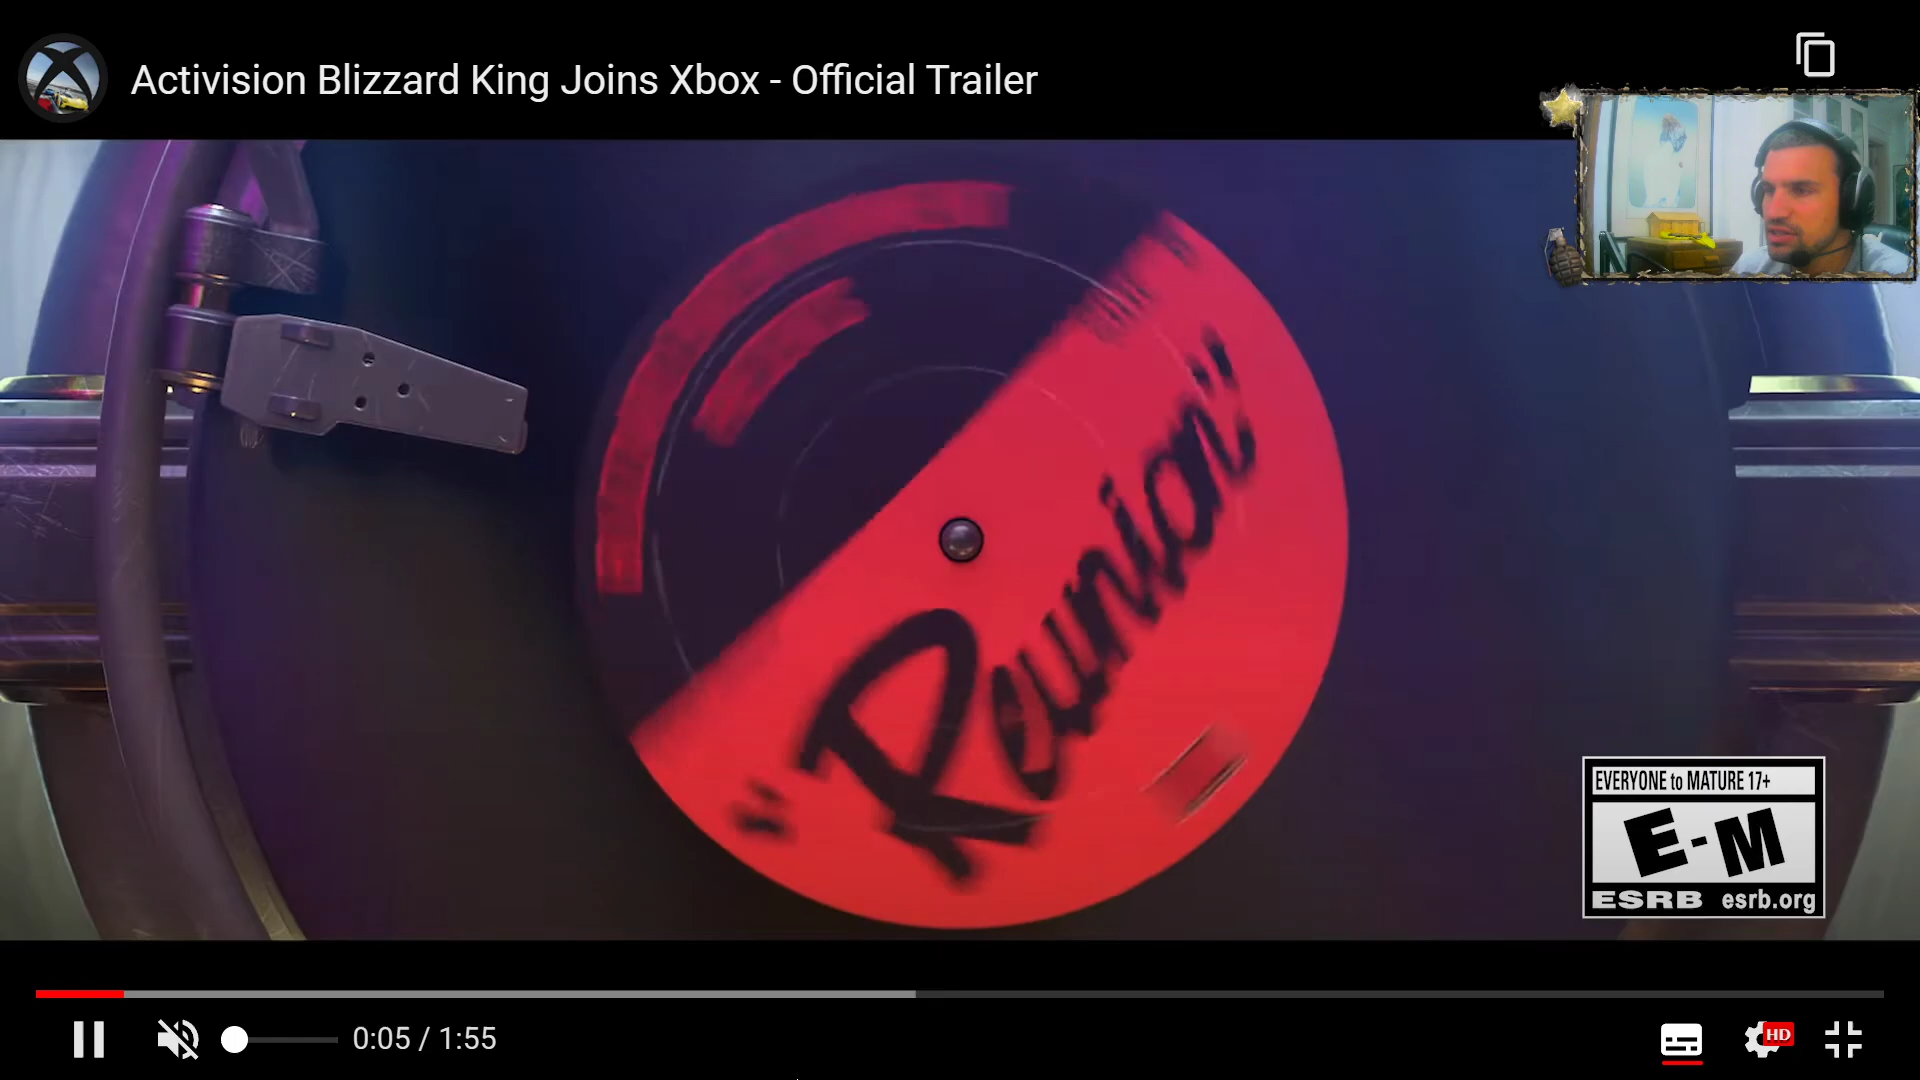 Activision Blizzard King Joins Xbox - Official Trailer
"Reunion"
EVERYONE to MATURE 17+
E-M
ESRB esrb.org
0:05 / 1:55
HD